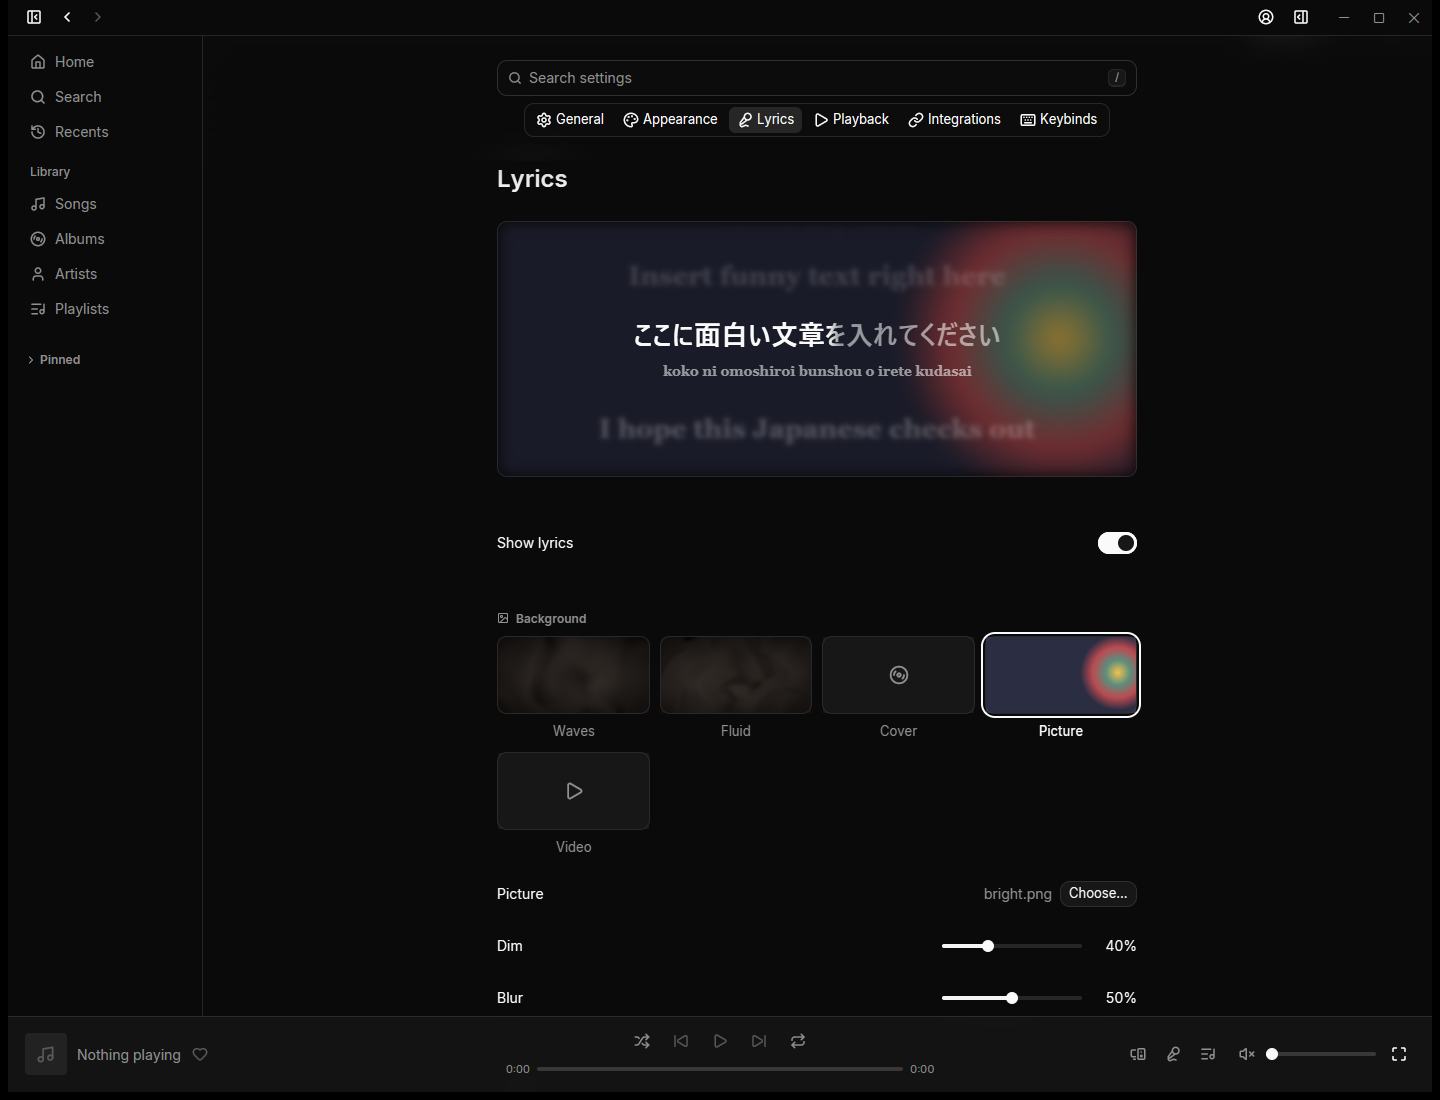 Home
Search
Recents
Library
Songs
Albums
Artists
Playlists
Pinned
Search settings /
General Appearance Lyrics Playback Integrations Keybinds
Lyrics
Insert funny text right here
ここに面白い文章を入れてください
koko ni omoshiroi bunshou o irete kudasai
I hope this Japanese checks out
Show lyrics
Background
Waves Fluid Cover Picture
Video
Picture bright.png Choose...
Dim 40%
Blur 50%
Nothing playing
0:00 0:00